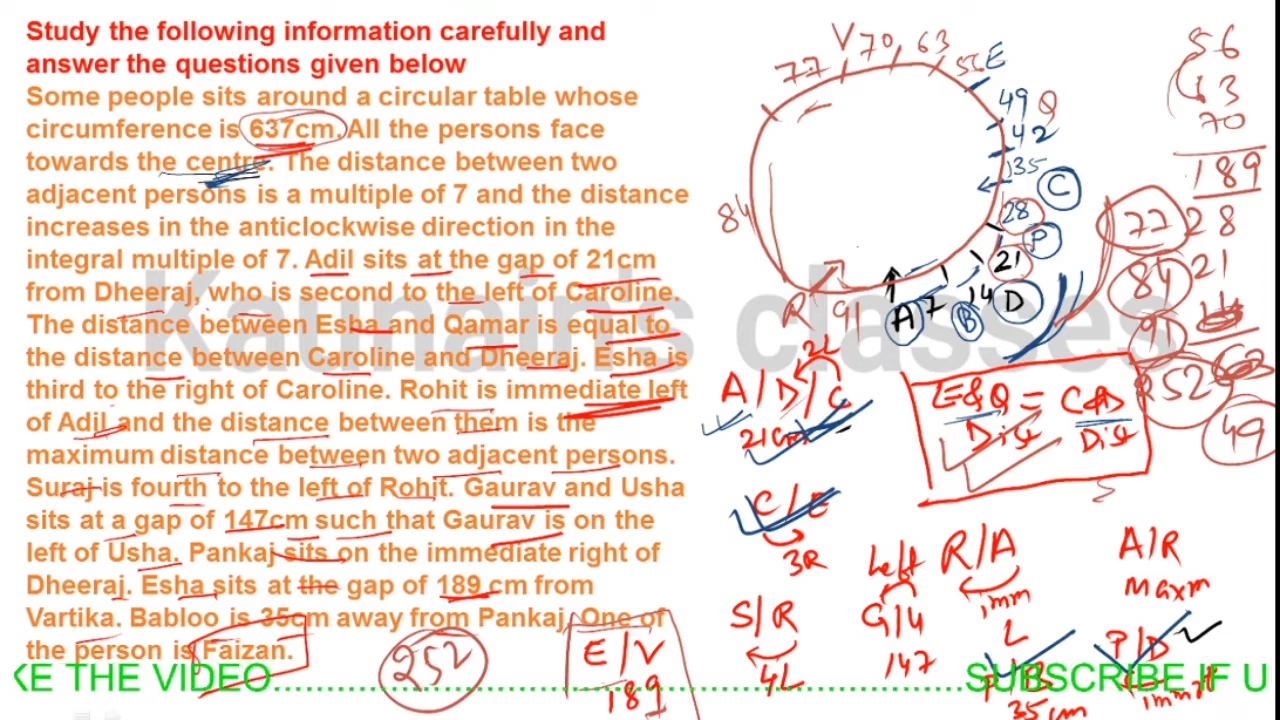 Study the following information carefully and
answer the questions given below
Some people sits around a circular table whose
circumference is 637cm. All the persons face
towards the centre. The distance between two
adjacent persons is a multiple of 7 and the distance
increases in the anticlockwise direction in the
integral multiple of 7. Adil sits at the gap of 21cm
from Dheeraj, who is second to the left of Caroline.
The distance between Esha and Qamar is equal to
the distance between Caroline and Dheeraj. Esha is
third to the right of Caroline. Rohit is immediate left
of Adil and the distance between them is the
maximum distance between two adjacent persons.
Suraj is fourth to the left of Rohit. Gaurav and Usha
sits at a gap of 147cm such that Gaurav is on the
left of Usha. Pankaj sits on the immediate right of
Dheeraj. Esha sits at the gap of 189 cm from
Vartika. Babloo is 35cm away from Pankaj, One of
the person is Faizan.
Kaunain's classes
77 V 70 63 E
49 Q
42
C
28
P
21
14 D
A 7 B
84
R 91
56
70
189
77 28
84 21
252
49
2L
A/D/C
E&Q =
Dist Dist
C/E
3R
Left
R/A
imm
L
A/R
maxm
S/R
4L
G/U
147
P/D
35cm
252
E/V
189
KE THE VIDEO SUBSCRIBE IF U